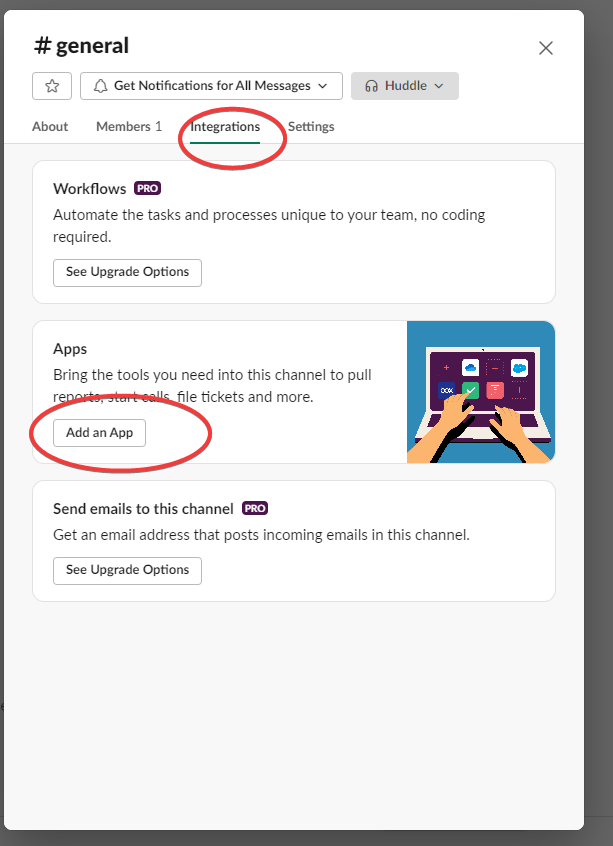 # general
Get Notifications for All Messages
Huddle
About Members 1 Integrations Settings
Workflows PRO
Automate the tasks and processes unique to your team, no coding
required.
See Upgrade Options
Apps
Bring the tools you need into this channel to pull
reports, start calls, file tickets and more.
Add an App
Send emails to this channel PRO
Get an email address that posts incoming emails in this channel.
See Upgrade Options